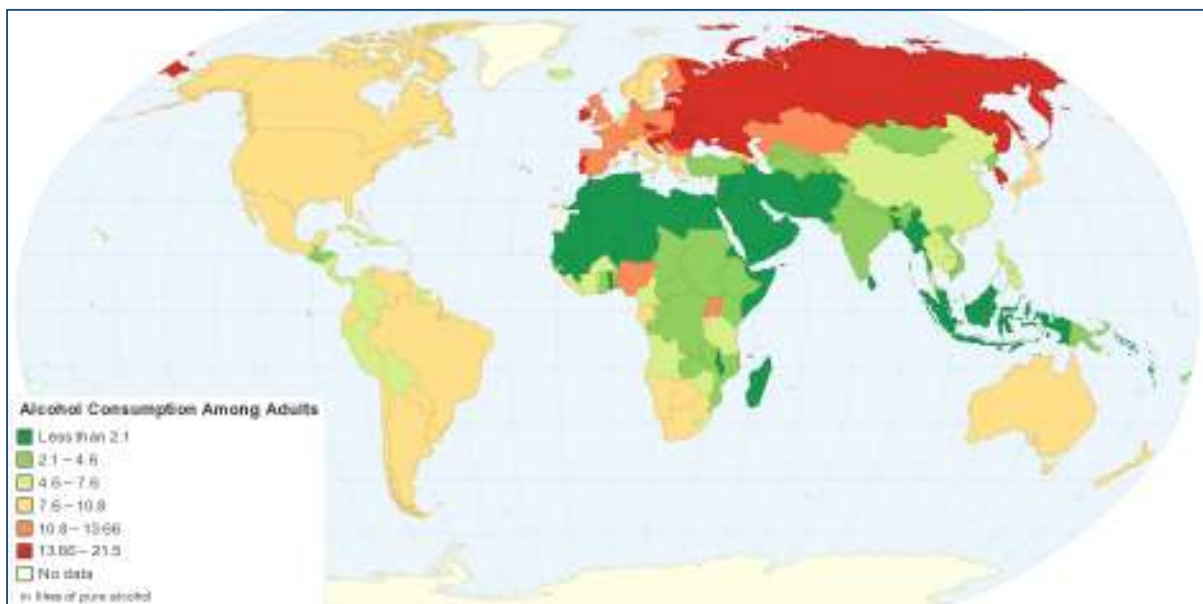 Alcohol Consumption Among Adults
Less than 2.1
2.1 – 4.6
4.6 – 7.6
7.6 – 10.8
10.8 – 13.66
13.66 – 21.5
No data
in litres of pure alcohol